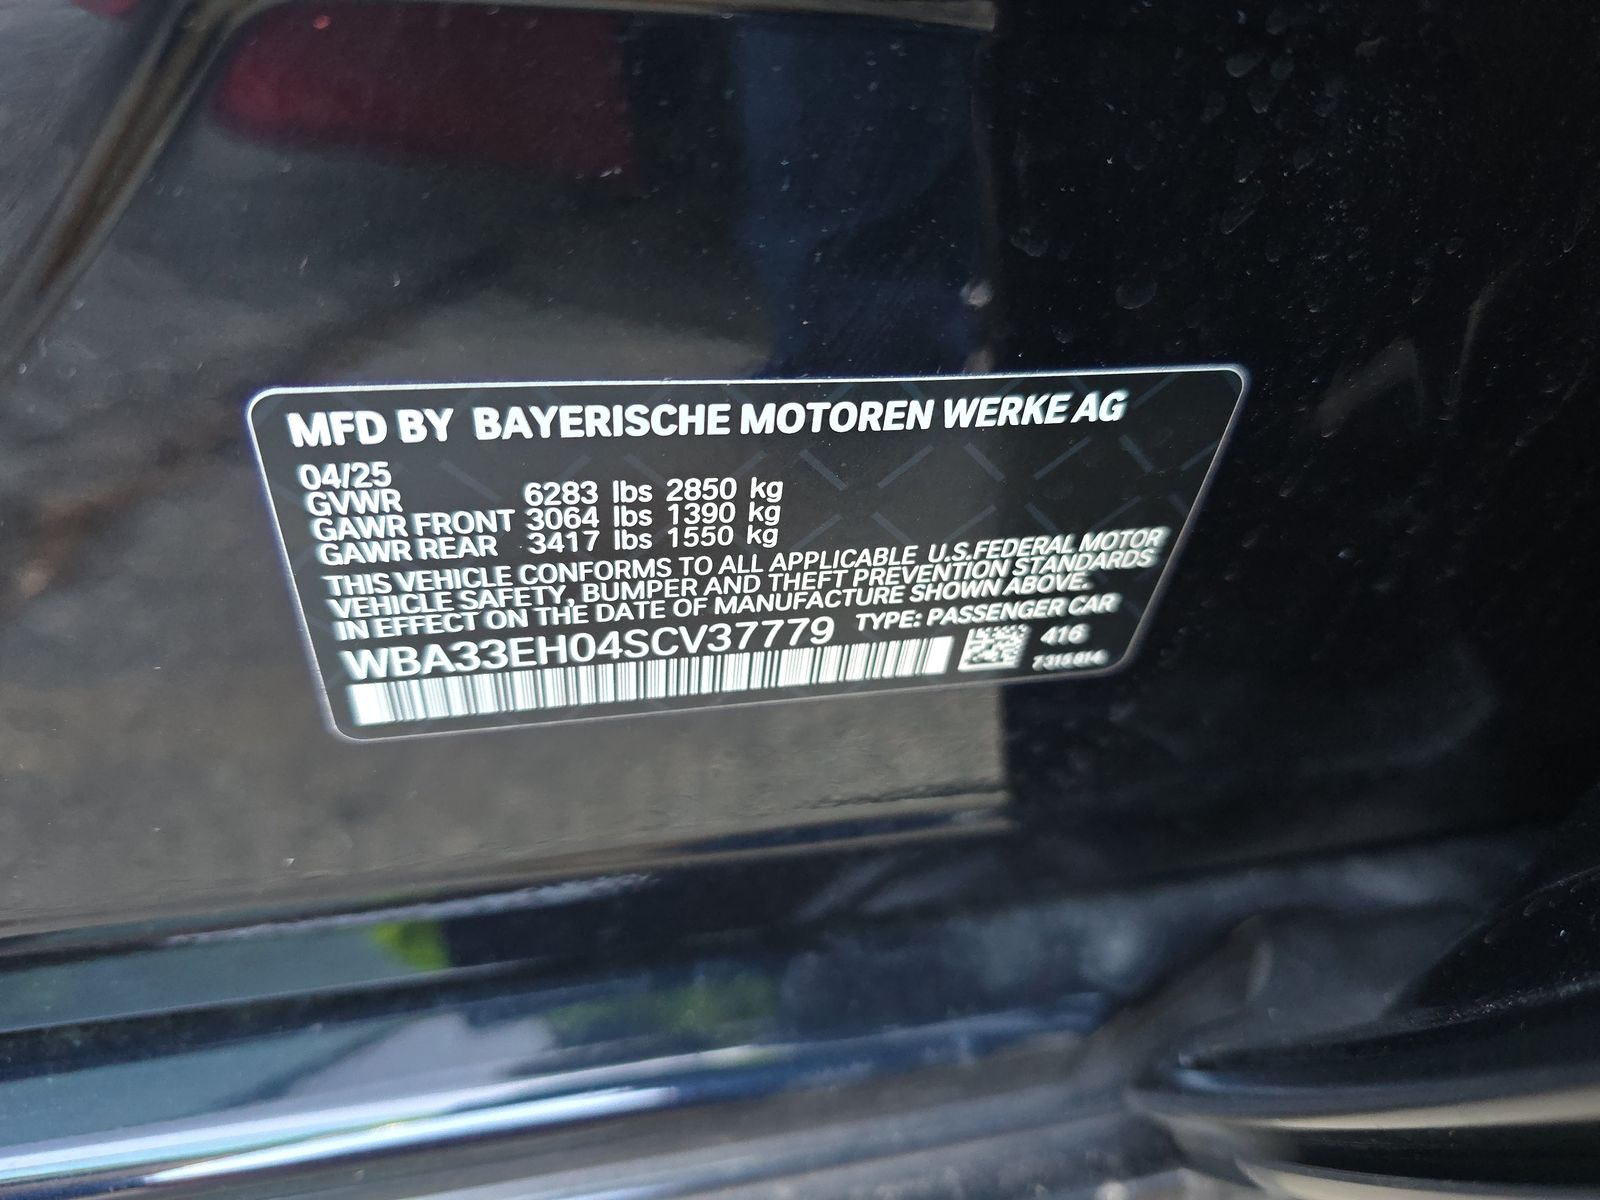 MFD BY BAYERISCHE MOTOREN WERKE AG
04/25
GVWR 6283 lbs 2850 kg
GAWR FRONT 3064 lbs 1390 kg
GAWR REAR 3417 lbs 1550 kg
THIS VEHICLE CONFORMS TO ALL APPLICABLE U.S.FEDERAL MOTOR
VEHICLE SAFETY, BUMPER AND THEFT PREVENTION STANDARDS
IN EFFECT ON THE DATE OF MANUFACTURE SHOWN ABOVE.
WBA33EH04SCV37779 TYPE: PASSENGER CAR
416
7315814